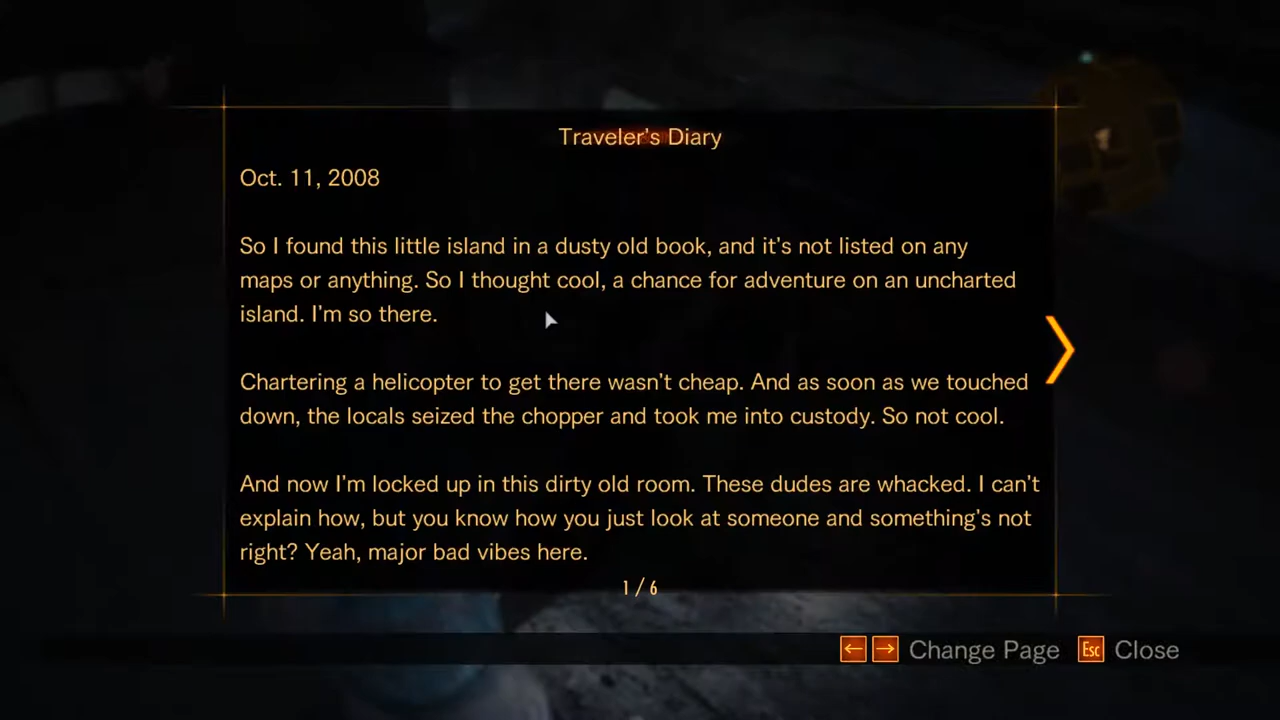 Traveler's Diary
Oct. 11, 2008
So I found this little island in a dusty old book, and it's not listed on any
maps or anything. So I thought cool, a chance for adventure on an uncharted
island. I'm so there.
Chartering a helicopter to get there wasn't cheap. And as soon as we touched
down, the locals seized the chopper and took me into custody. So not cool.
And now I'm locked up in this dirty old room. These dudes are whacked. I can't
explain how, but you know how you just look at someone and something's not
right? Yeah, major bad vibes here.
1 / 6
← → Change Page Esc Close